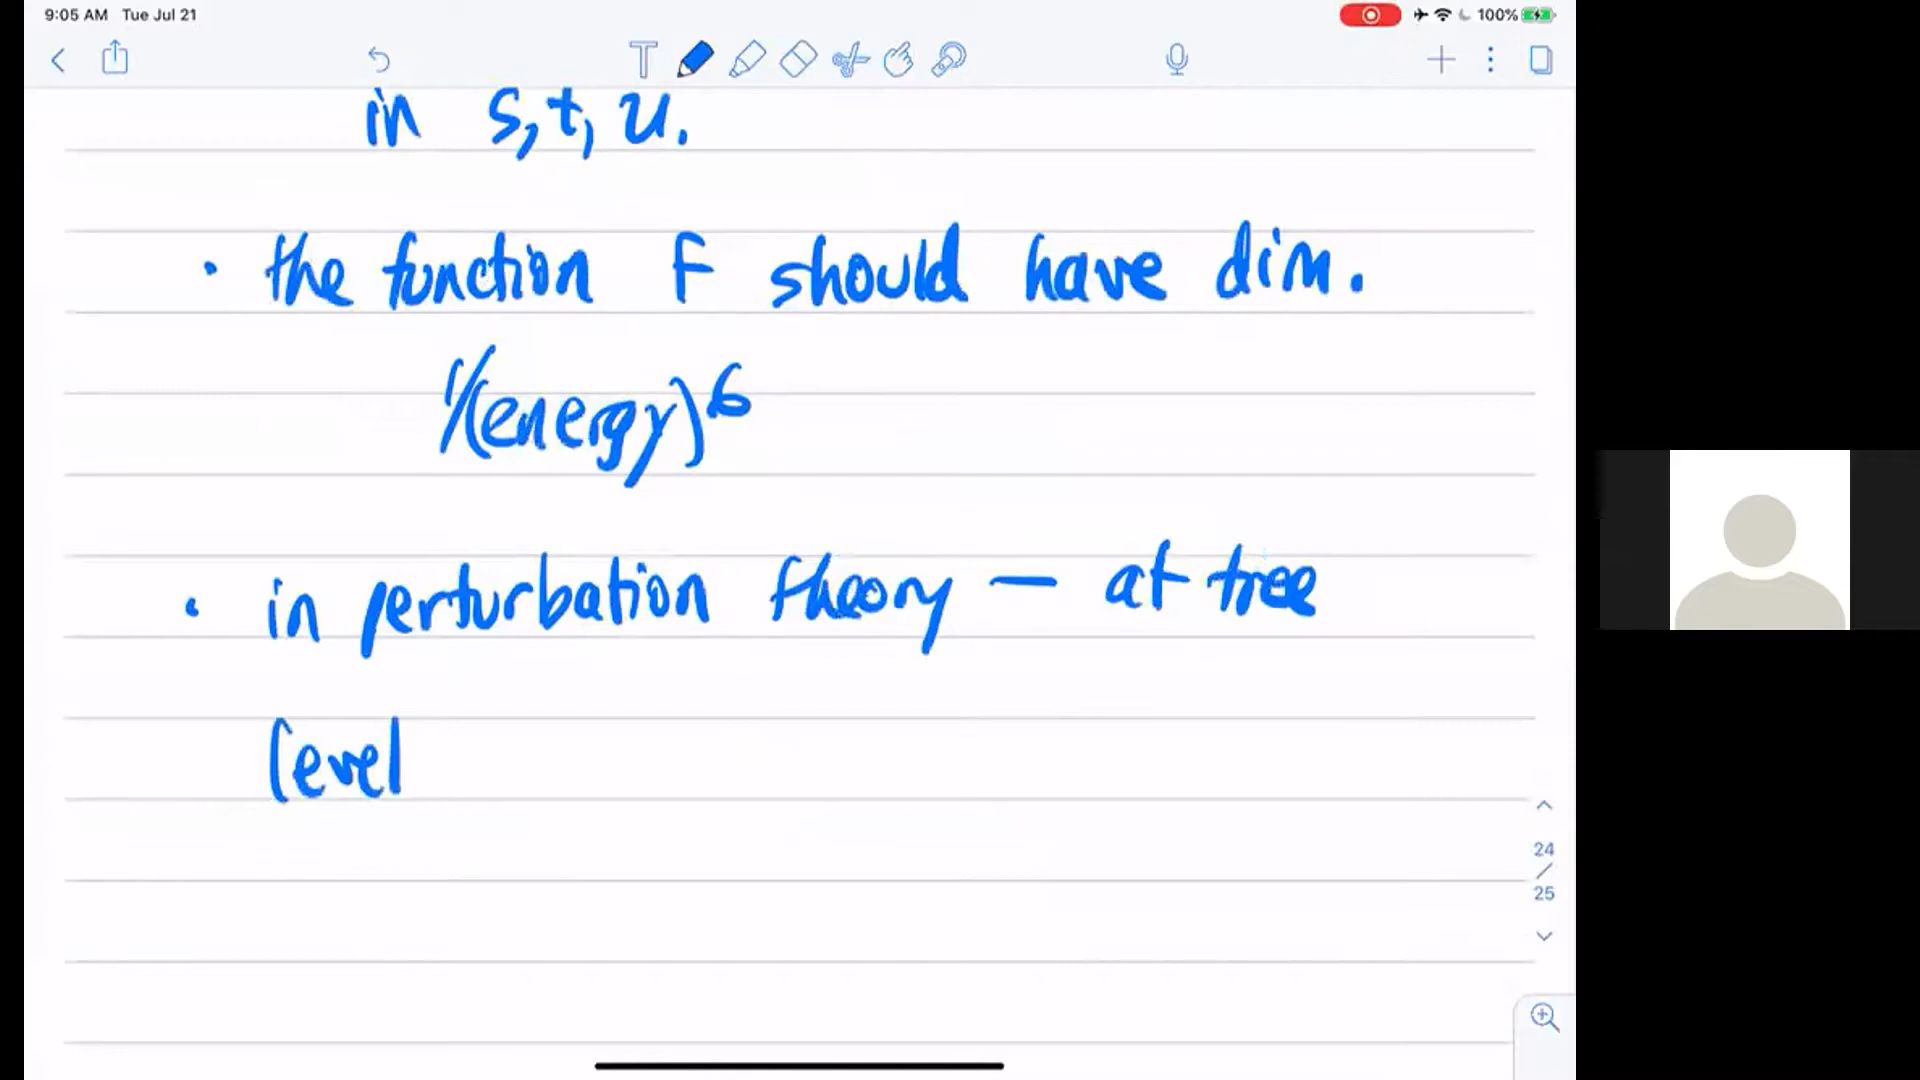 9:05 AM Tue Jul 21
100%
in s, t, u.
· the function F should have dim.
1/(energy)^6
· in perturbation theory — at tree
level
24
/
25